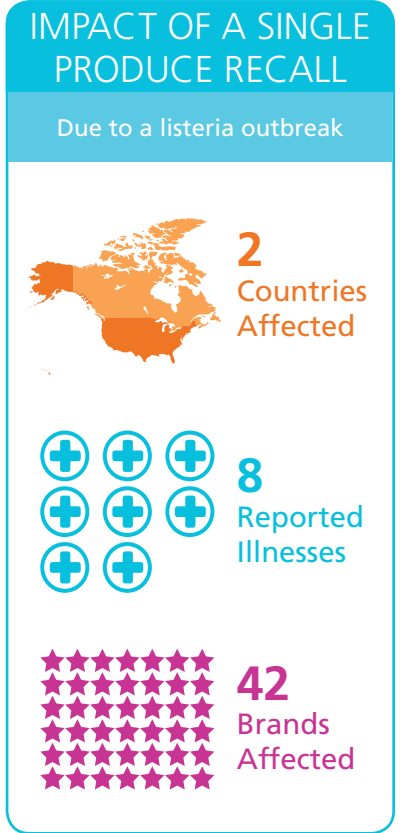 IMPACT OF A SINGLE
PRODUCE RECALL
Due to a listeria outbreak
2
Countries
Affected
8
Reported
Illnesses
42
Brands
Affected